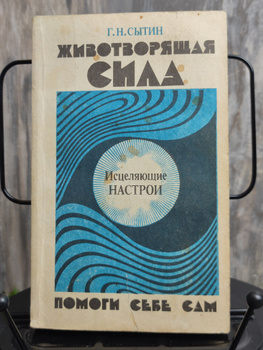 Г.Н.СЫТИН
ЖИВОТВОРЯЩАЯ
СИЛА
Исцеляющие
НАСТРОИ
ПОМОГИ СЕБЕ САМ